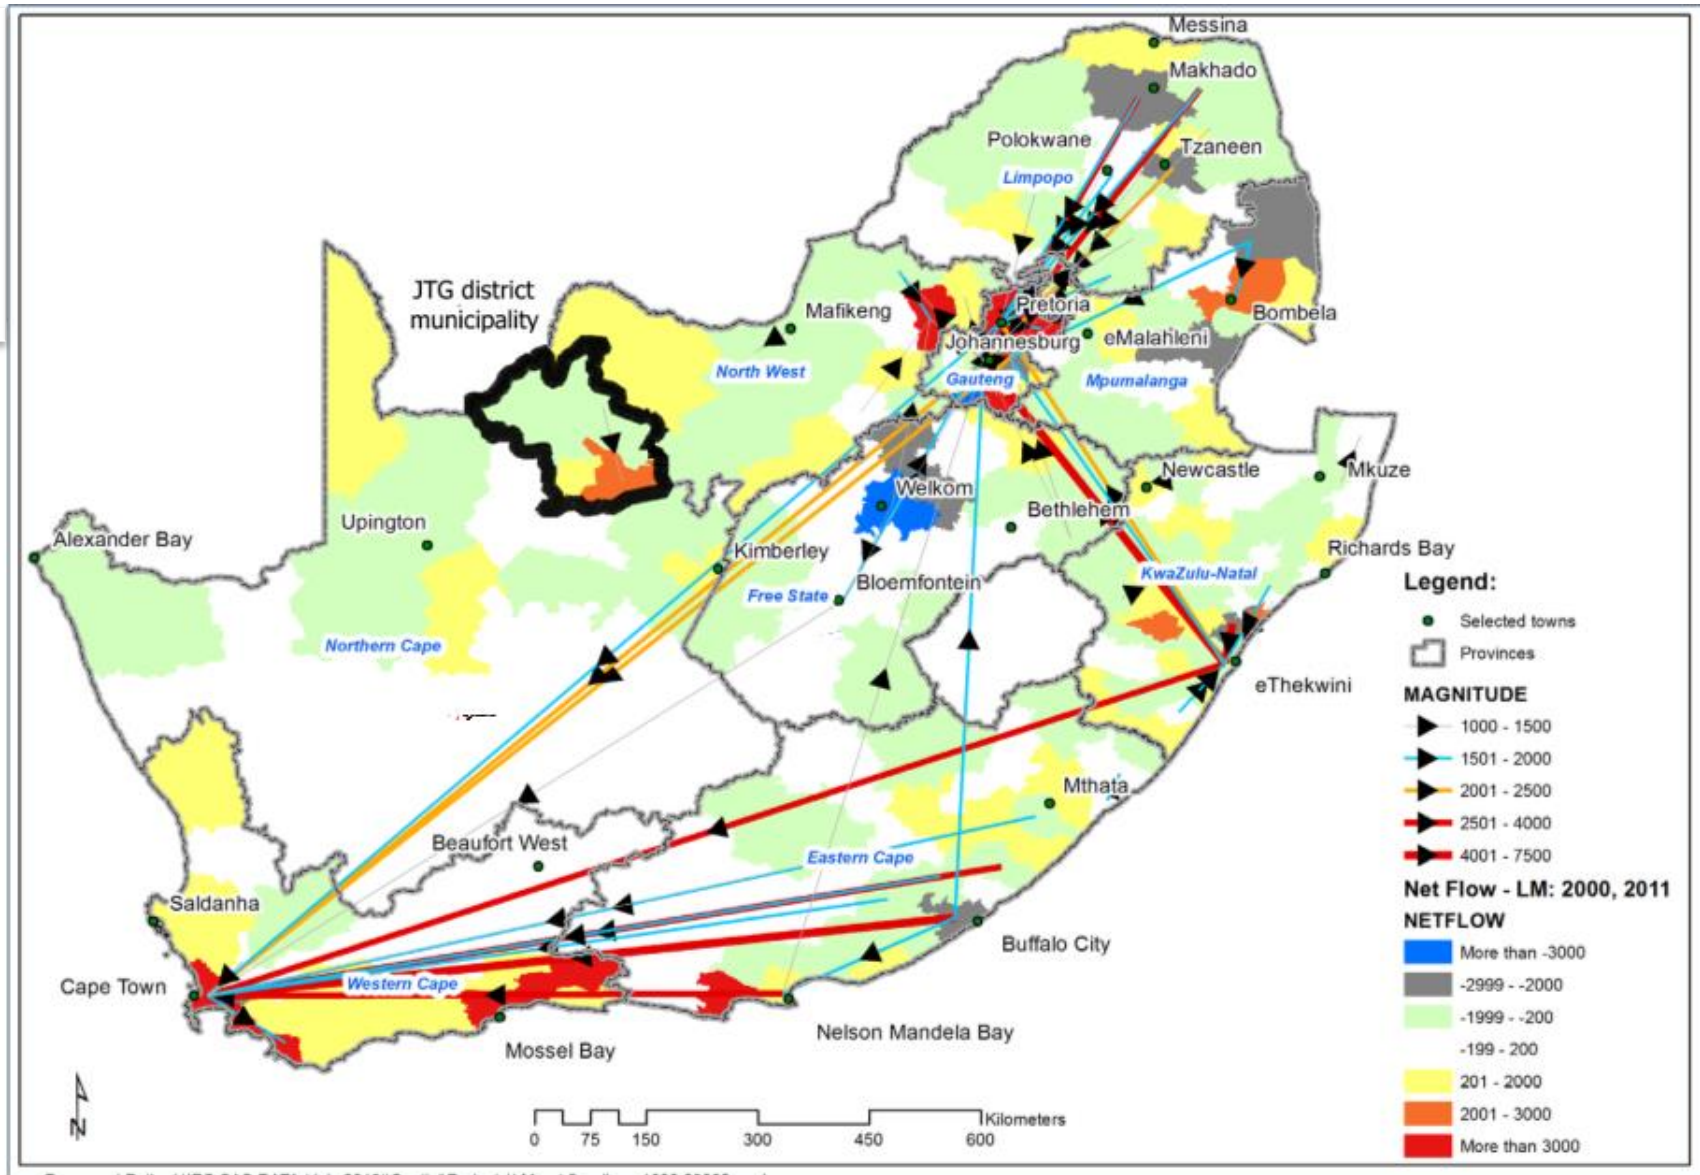 Messina
Makhado
Polokwane
Tzaneen
Limpopo
JTG district
municipality
Mafikeng
Pretoria
Bombela
Johannesburg
eMalahleni
North West
Gauteng
Mpumalanga
Newcastle
Mkuze
Welkom
Bethlehem
Upington
Alexander Bay
Kimberley
Richards Bay
Bloemfontein
KwaZulu-Natal
Free State
Northern Cape
eThekwini
Mthata
Beaufort West
Eastern Cape
Saldanha
Buffalo City
Cape Town
Western Cape
Nelson Mandela Bay
Mossel Bay
Legend:
Selected towns
Provinces
MAGNITUDE
1000 - 1500
1501 - 2000
2001 - 2500
2501 - 4000
4001 - 7500
Net Flow - LM: 2000, 2011
NETFLOW
More than -3000
-2999 - -2000
-1999 - -200
-199 - 200
201 - 2000
2001 - 3000
More than 3000
N
Kilometers
0 75 150 300 450 600